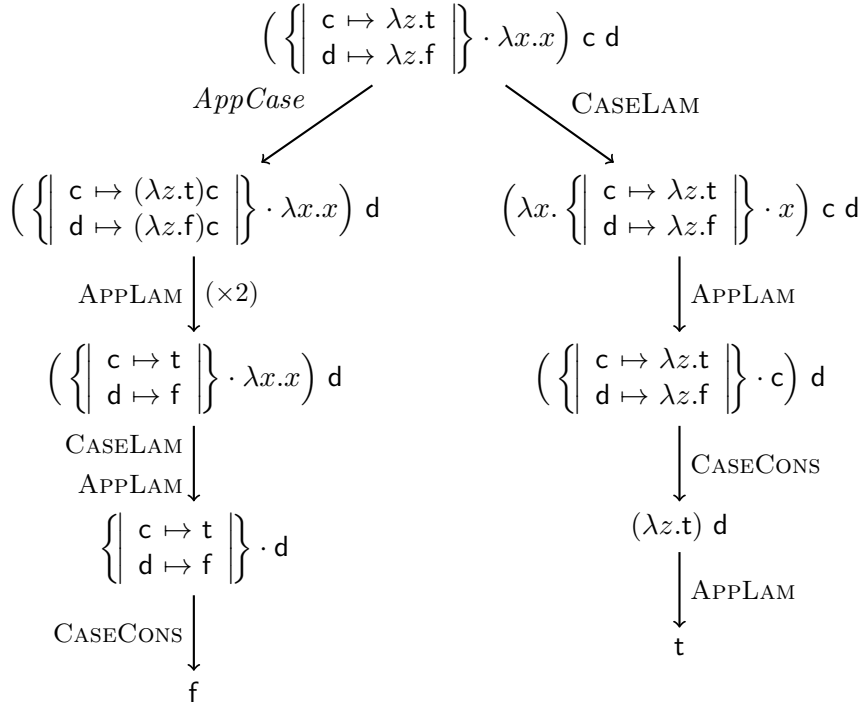 ( {| c ↦ λz.t |} · λx.x ) c d
d ↦ λz.f
AppCase
CASELAM
( {| c ↦ (λz.t)c |} · λx.x ) d
d ↦ (λz.f)c
(λx. {| c ↦ λz.t |} · x ) c d
d ↦ λz.f
APPLAM (×2)
APPLAM
( {| c ↦ t |} · λx.x ) d
d ↦ f
( {| c ↦ λz.t |} · c ) d
d ↦ λz.f
CASELAM
APPLAM
CASECONS
{| c ↦ t |} · d
d ↦ f
(λz.t) d
CASECONS
APPLAM
f
t